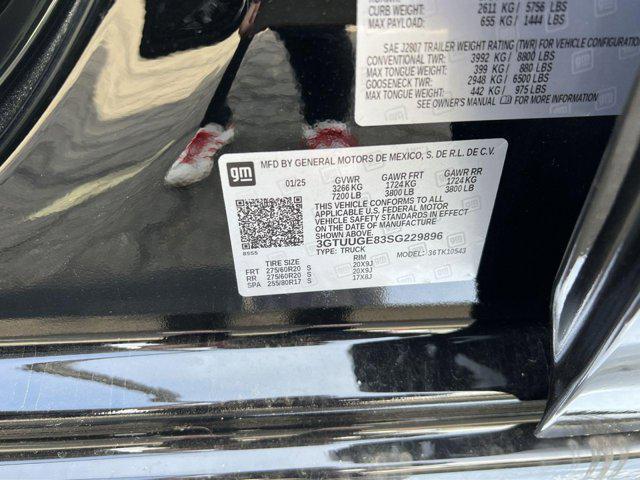 CURB WEIGHT: 2611 KG/ 5756 LBS
MAX PAYLOAD: 655 KG / 1444 LBS
SAE J2807 TRAILER WEIGHT RATING (TWR) FOR VEHICLE CONFIGURATION
CONVENTIONAL TWR: 3992 KG/ 8800 LBS
MAX TONGUE WEIGHT: 399 KG/ 880 LBS
GOOSENECK TWR: 2948 KG/ 6500 LBS
MAX TONGUE WEIGHT: 442 KG/ 975 LBS
SEE OWNER'S MANUAL FOR MORE INFORMATION
gm MFD BY GENERAL MOTORS DE MEXICO, S. DE R.L. DE C.V.
01/25 GVWR GAWR FRT GAWR RR
3266 KG 1724 KG 1724 KG
7200 LB 3800 LB 3800 LB
THIS VEHICLE CONFORMS TO ALL
APPLICABLE U.S. FEDERAL MOTOR
VEHICLE SAFETY STANDARDS IN EFFECT
ON THE DATE OF MANUFACTURE
3GTUUGE83SG229896
TYPE: TRUCK MODEL: 36TK10543
TIRE SIZE RIM
FRT 275/60R20 S 20X9J
RR 275/60R20 S 20X9J
SPA 255/80R17 S 17X8J